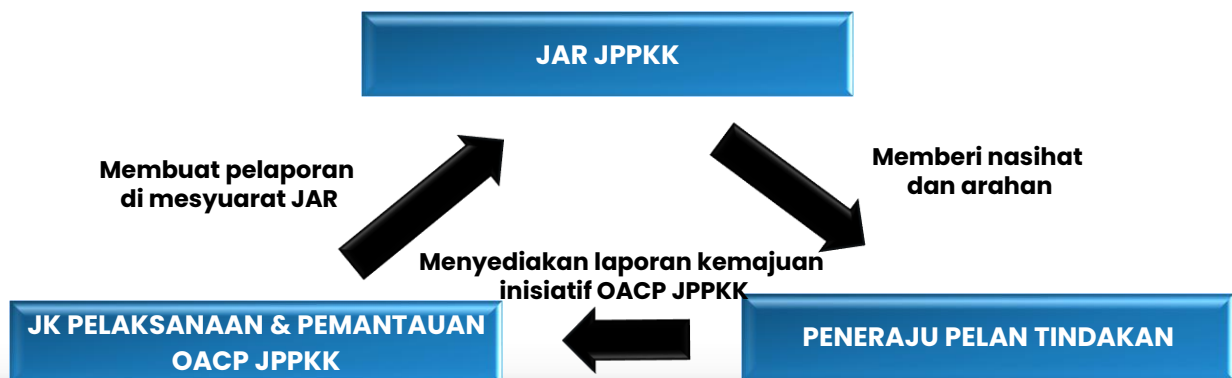 JAR JPPKK
Membuat pelaporan
di mesyuarat JAR
Memberi nasihat
dan arahan
Menyediakan laporan kemajuan
inisiatif OACP JPPKK
JK PELAKSANAAN & PEMANTAUAN
OACP JPPKK
PENERAJU PELAN TINDAKAN